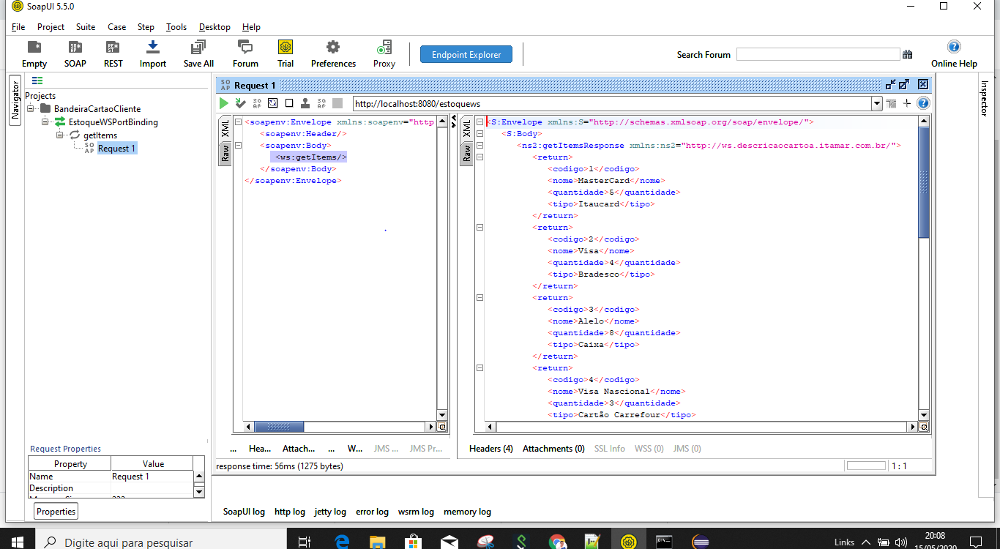 SoapUI 5.5.0
File Project Suite Case Step Tools Desktop Help
Empty SOAP REST Import Save All Forum Trial Preferences Proxy Endpoint Explorer Search Forum Online Help
Navigator
Projects
BandeiraCartaoCliente
EstoqueWSPortBinding
getItems
SO AP Request 1
Request Properties
Property Value
Name Request 1
Description
Properties
SO AP Request 1
http://localhost:8080/estoquews
XML
Raw
<soapenv:Envelope xmlns:soapenv="http
<soapenv:Header/>
<soapenv:Body>
<ws:getItems/>
</soapenv:Body>
</soapenv:Envelope>
... Hea... Attach... ... W... JMS ... JMS Pr...
XML
Raw
<S:Envelope xmlns:S="http://schemas.xmlsoap.org/soap/envelope/">
<S:Body>
<ns2:getItemsResponse xmlns:ns2="http://ws.descricaocartoa.itamar.com.br/">
<return>
<codigo>1</codigo>
<nome>MasterCard</nome>
<quantidade>5</quantidade>
<tipo>Itaucard</tipo>
</return>
<return>
<codigo>2</codigo>
<nome>Visa</nome>
<quantidade>4</quantidade>
<tipo>Bradesco</tipo>
</return>
<return>
<codigo>3</codigo>
<nome>Alelo</nome>
<quantidade>8</quantidade>
<tipo>Caixa</tipo>
</return>
<return>
<codigo>4</codigo>
<nome>Visa Nascional</nome>
<quantidade>3</quantidade>
<tipo>Cartão Carrefour</tipo>
Headers (4) Attachments (0) SSL Info WSS (0) JMS (0)
response time: 56ms (1275 bytes)
1 : 1
Inspector
SoapUI log http log jetty log error log wsrm log memory log
Digite aqui para pesquisar
Links
20:08
15/05/2020